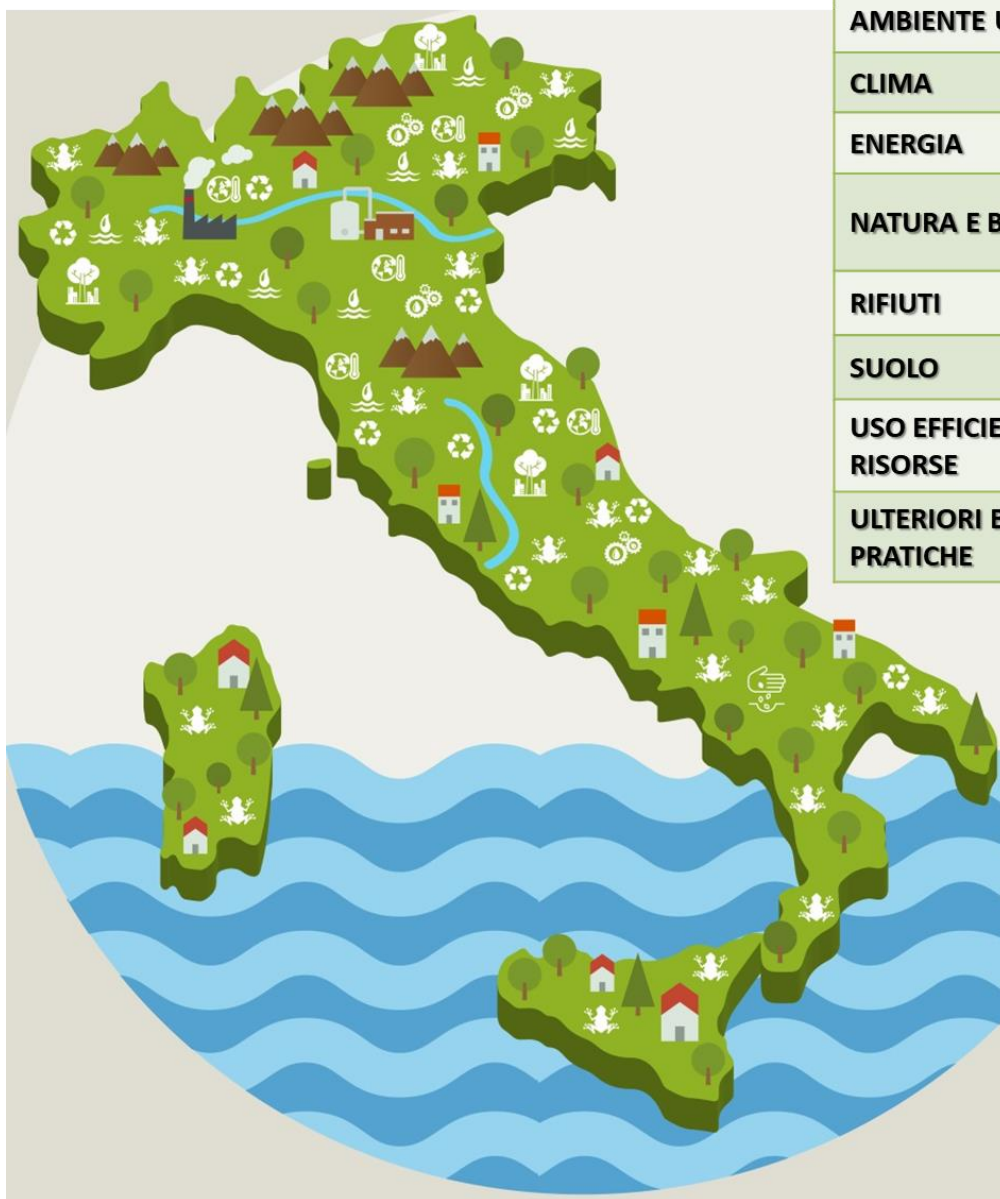 AMBIENTE
CLIMA
ENERGIA
NATURA E
RIFIUTI
SUOLO
USO
RISORSE
ULTERIORI
PRATICHE